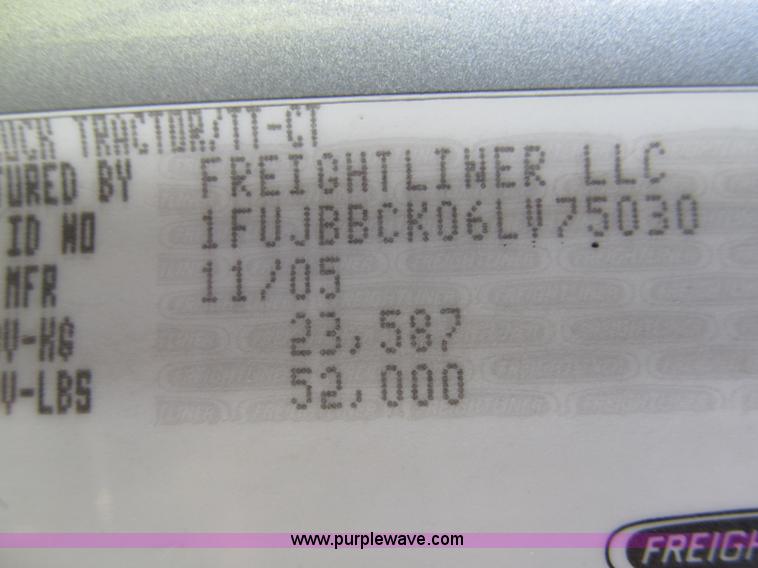 TRACTOR/TT-CT
TURED BY FREIGHTLINER LLC
ID NO 1FUJBBCK06LV75030
MFR 11/05
V-KG 23,587
V-LBS 52,000
FREIGH
www.purplewave.com